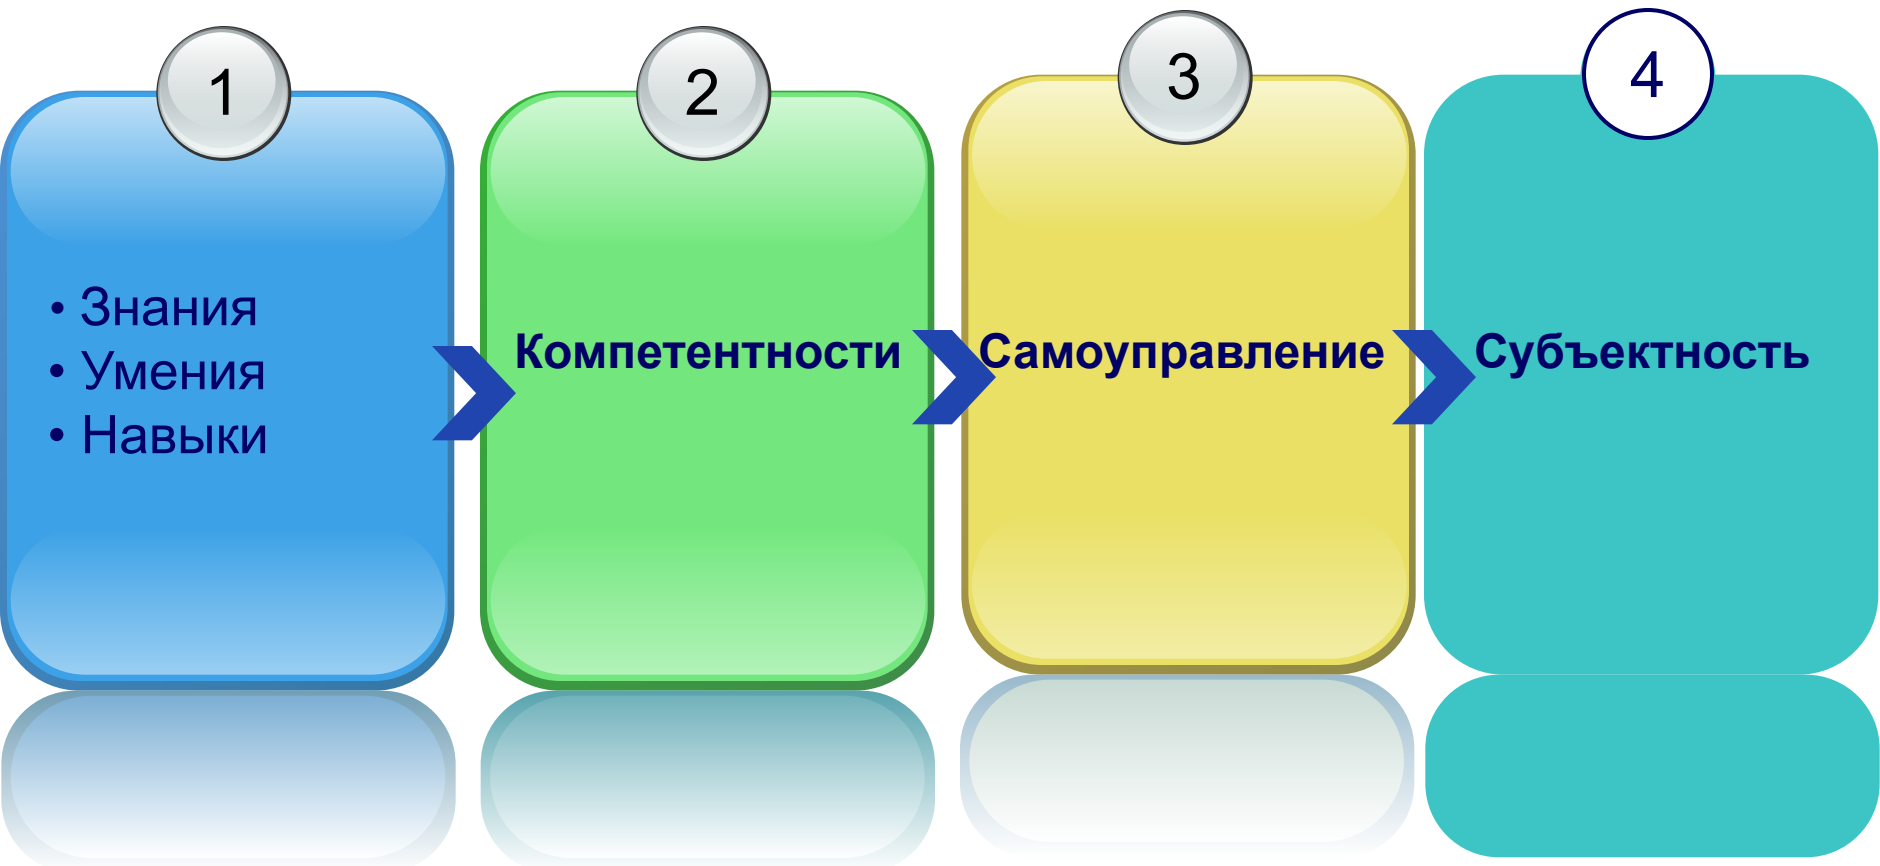 1
• Знания
• Умения
• Навыки
2
Компетентности
3
Самоуправление
4
Субъектность